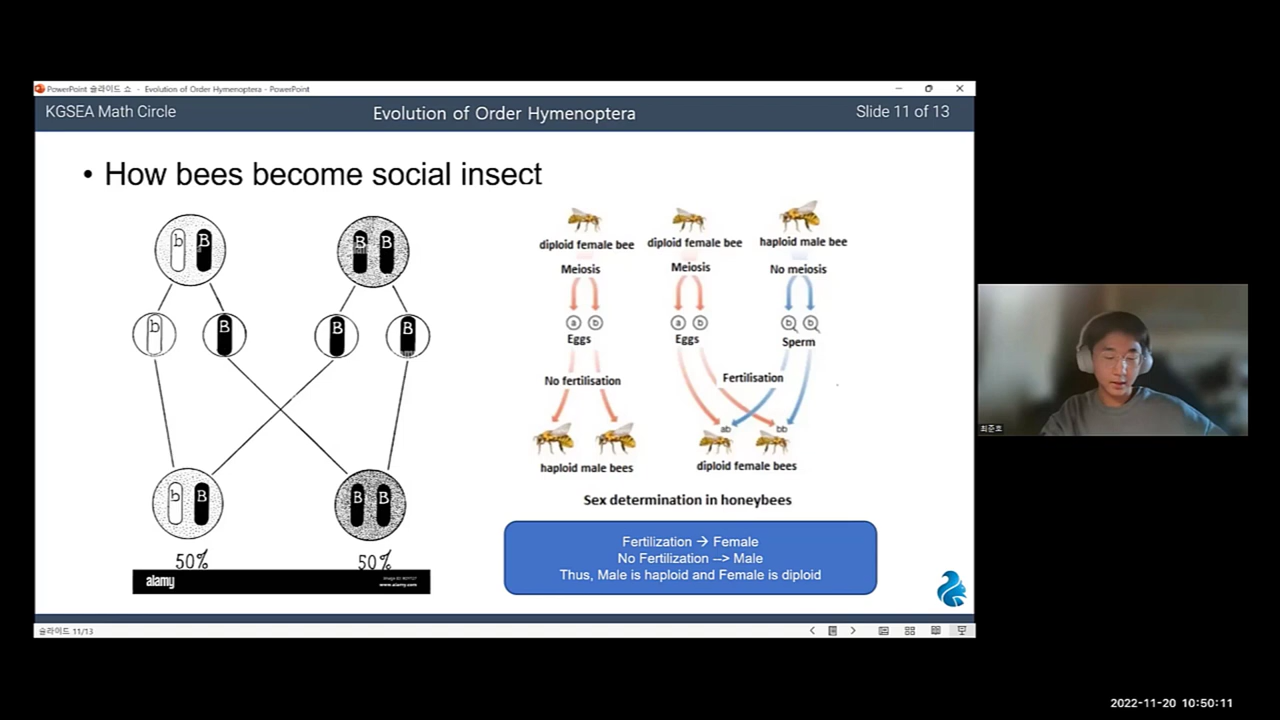 PowerPoint 슬라이드 쇼 - Evolution of Order Hymenoptera - PowerPoint
KGSEA Math Circle
Evolution of Order Hymenoptera
Slide 11 of 13
• How bees become social insect
b B
B B
b
B
B
B
b B
B B
50%
50%
alamy
www.alamy.com
diploid female bee
diploid female bee
haploid male bee
Meiosis
Meiosis
No meiosis
a b
a b
b b
Eggs
Eggs
Sperm
No fertilisation
Fertilisation
ab
bb
haploid male bees
diploid female bees
Sex determination in honeybees
Fertilization → Female
No Fertilization --> Male
Thus, Male is haploid and Female is diploid
슬라이드 11/13
최준호
2022-11-20 10:50:11